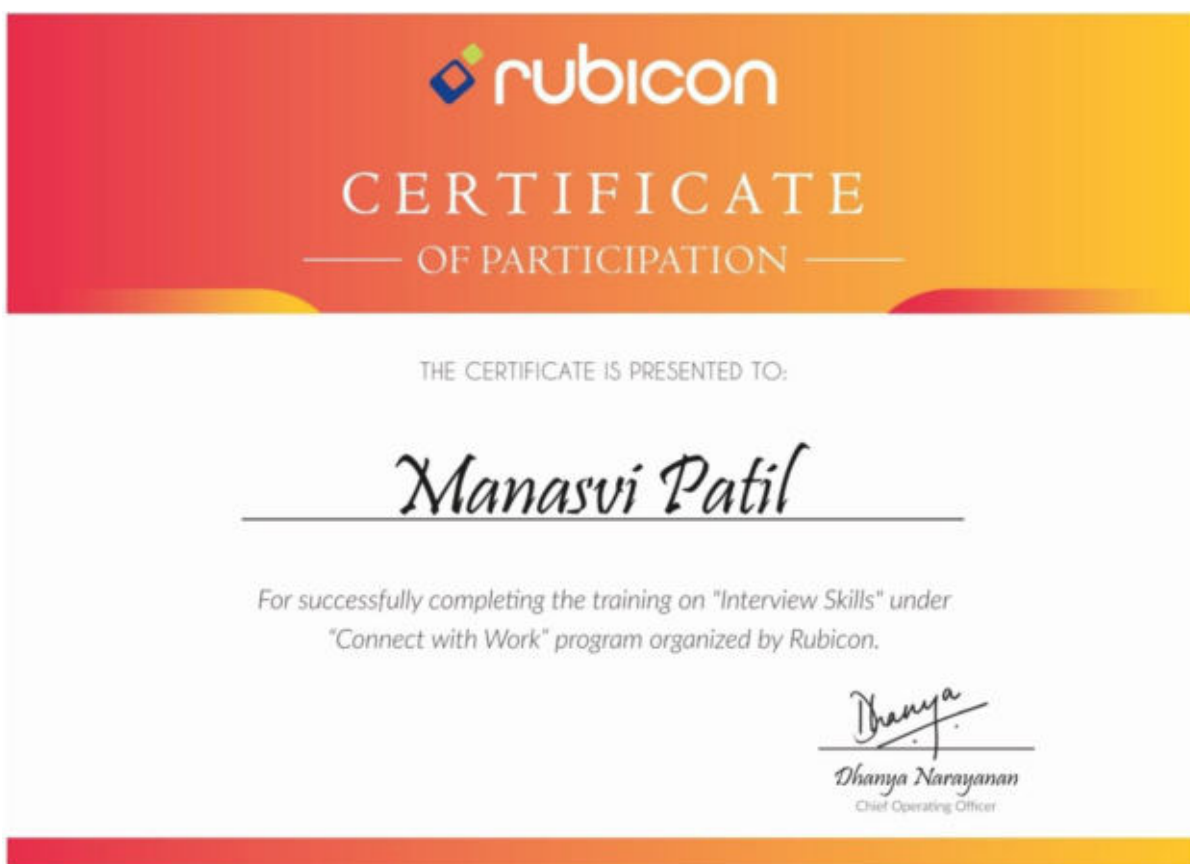 rubicon
CERTIFICATE
OF PARTICIPATION
THE CERTIFICATE IS PRESENTED TO:
Manasvi Patil
For successfully completing the training on "Interview Skills" under
"Connect with Work" program organized by Rubicon.
Dhanya
Dhanya Narayanan
Chief Operating Officer